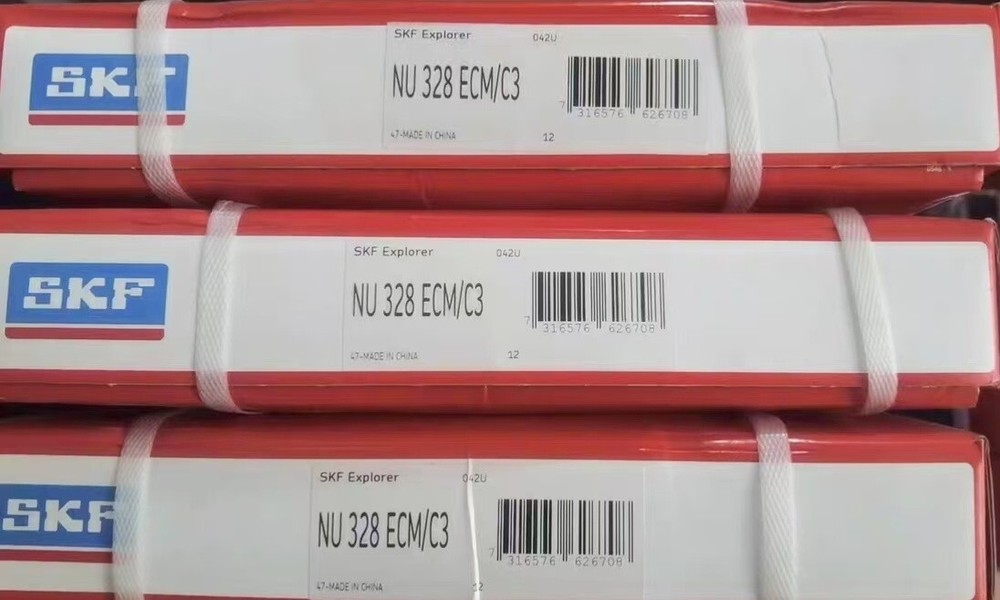 SKF
SKF Explorer 042U
NU 328 ECM/C3
7 316576 626708
47-MADE IN CHINA 12
SKF
SKF Explorer 042U
NU 328 ECM/C3
7 316576 626708
47-MADE IN CHINA 12
SKF
SKF Explorer 042U
NU 328 ECM/C3
7 316576 626708
47-MADE IN CHINA 12